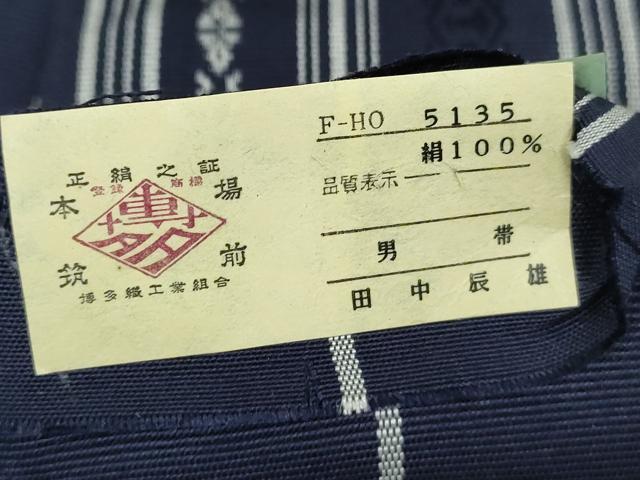 正絹之証
登録 商標
本場
筑前
博多
博多織工業組合
F-HO 5135
絹100%
品質表示
男帯
田中辰雄